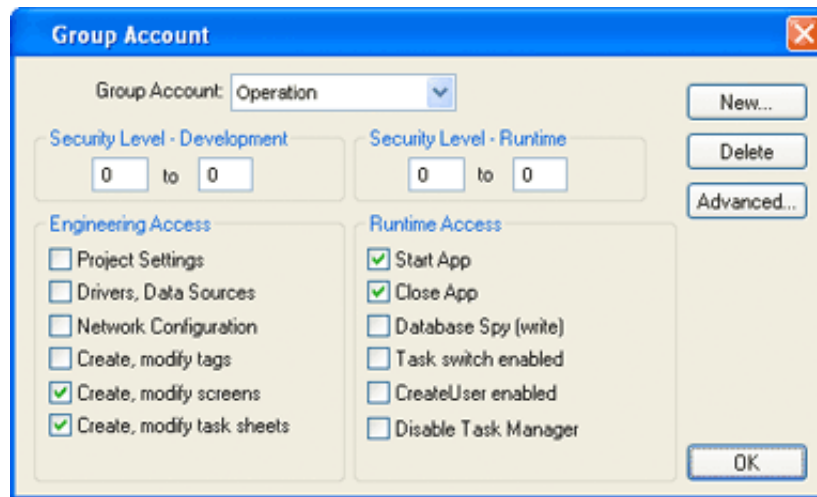 Group Account
Group Account: Operation
New...
Delete
Advanced...
Security Level - Development
0 to 0
Security Level - Runtime
0 to 0
Engineering Access
Project Settings
Drivers, Data Sources
Network Configuration
Create, modify tags
Create, modify screens
Create, modify task sheets
Runtime Access
Start App
Close App
Database Spy (write)
Task switch enabled
CreateUser enabled
Disable Task Manager
OK